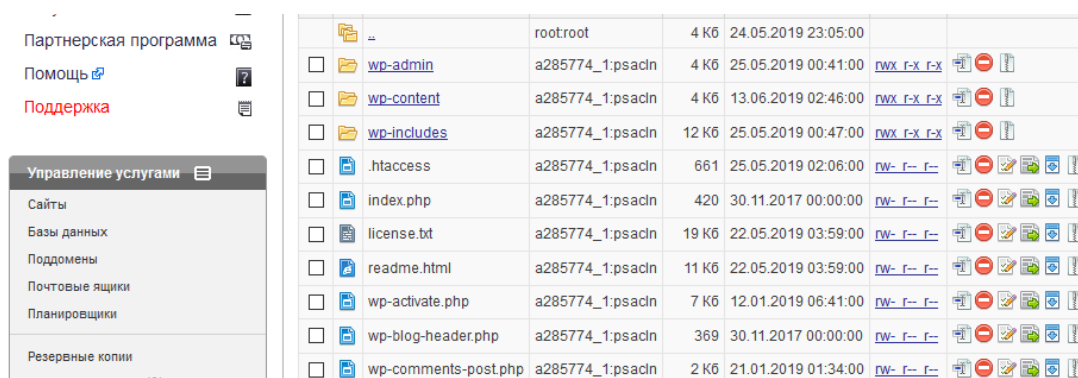 Партнерская программа
Помощь
Поддержка
Управление услугами
Сайты
Базы данных
Поддомены
Почтовые ящики
Планировщики
Резервные копии
.. root:root 4 Кб 24.05.2019 23:05:00
wp-admin a285774_1:psacln 4 Кб 25.05.2019 00:41:00 rwx r-x r-x
wp-content a285774_1:psacln 4 Кб 13.06.2019 02:46:00 rwx r-x r-x
wp-includes a285774_1:psacln 12 Кб 25.05.2019 00:47:00 rwx r-x r-x
.htaccess a285774_1:psacln 661 25.05.2019 02:06:00 rw- r-- r--
index.php a285774_1:psacln 420 30.11.2017 00:00:00 rw- r-- r--
license.txt a285774_1:psacln 19 Кб 22.05.2019 03:59:00 rw- r-- r--
readme.html a285774_1:psacln 11 Кб 22.05.2019 03:59:00 rw- r-- r--
wp-activate.php a285774_1:psacln 7 Кб 12.01.2019 06:41:00 rw- r-- r--
wp-blog-header.php a285774_1:psacln 369 30.11.2017 00:00:00 rw- r-- r--
wp-comments-post.php a285774_1:psacln 2 Кб 21.01.2019 01:34:00 rw- r-- r--